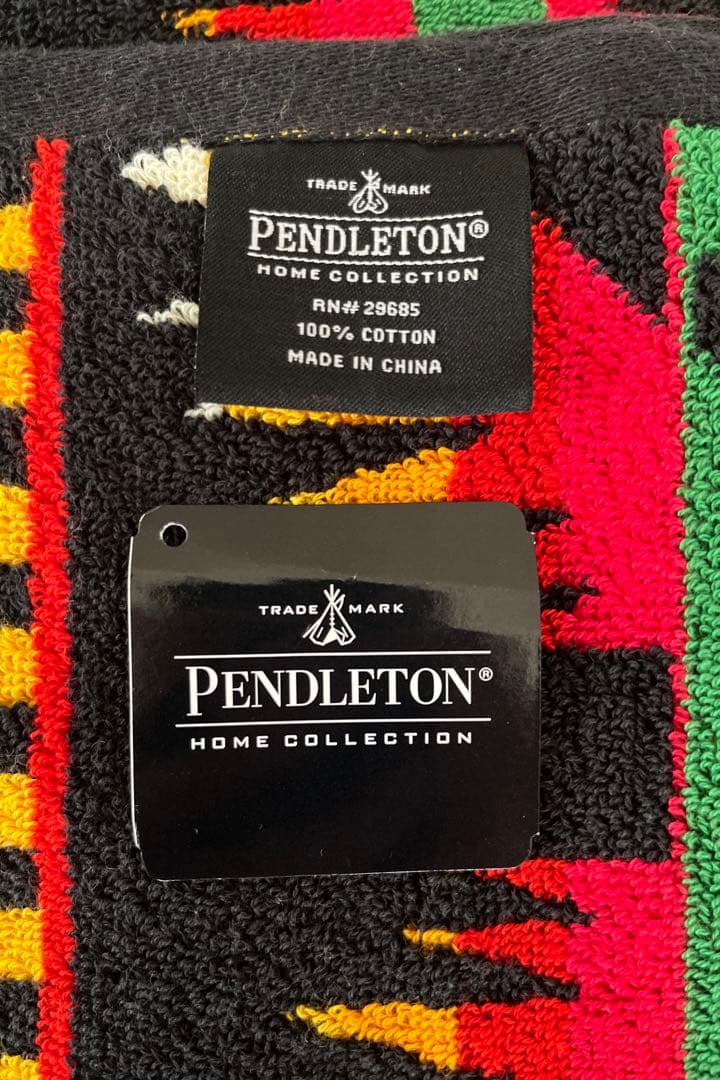 TRADE MARK
PENDLETON®
HOME COLLECTION
RN# 29685
100% COTTON
MADE IN CHINA
TRADE MARK
PENDLETON®
HOME COLLECTION